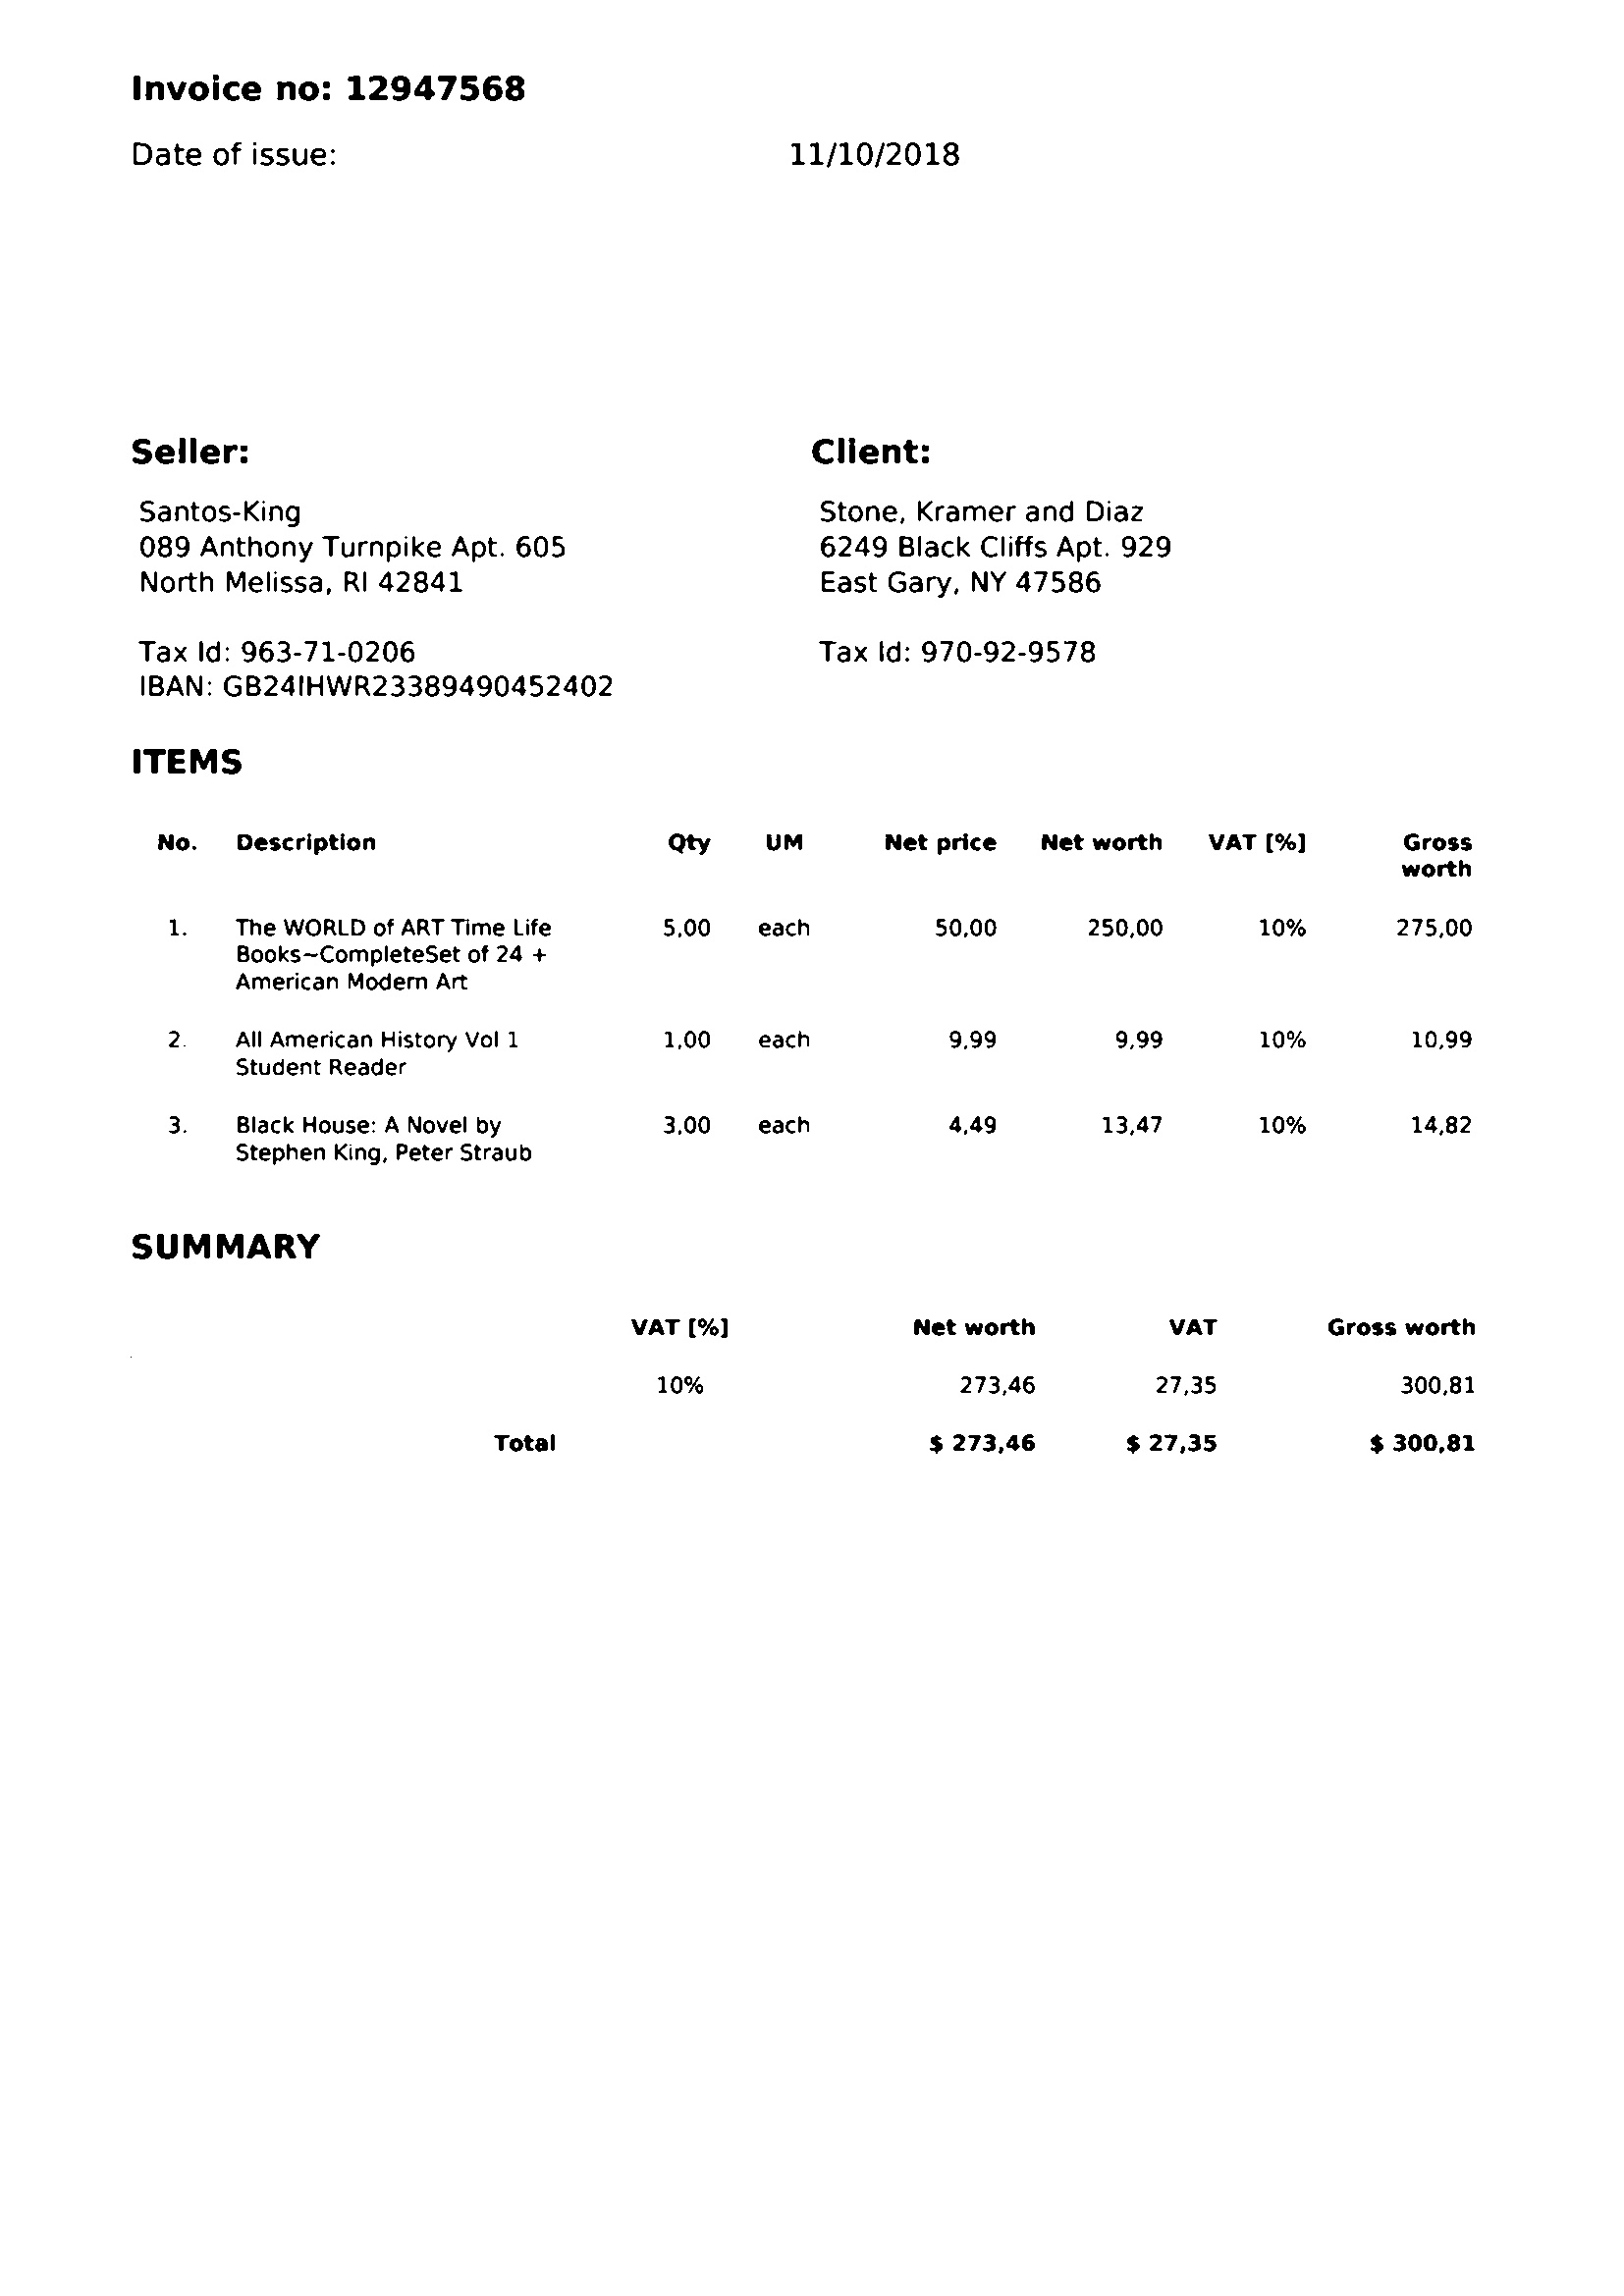 Invoice no: 12947568
Date of issue: 11/10/2018
Seller: Client:
Santos-King Stone, Kramer and Diaz
089 Anthony Turnpike Apt. 605 6249 Black Cliffs Apt. 929
North Melissa, RI 42841 East Gary, NY 47586
Tax Id: 963-71-0206 Tax Id: 970-92-9578
IBAN: GB24IHWR23389490452402
ITEMS
No. Description Qty UM Net price Net worth VAT [%] Gross
worth
1. The WORLD of ART Time Life 5,00 each 50,00 250,00 10% 275,00
Books~CompleteSet of 24 +
American Modern Art
2. All American History Vol 1 1,00 each 9,99 9,99 10% 10,99
Student Reader
3. Black House: A Novel by 3,00 each 4,49 13,47 10% 14,82
Stephen King, Peter Straub
SUMMARY
VAT [%] Net worth VAT Gross worth
10% 273,46 27,35 300,81
Total $ 273,46 $ 27,35 $ 300,81